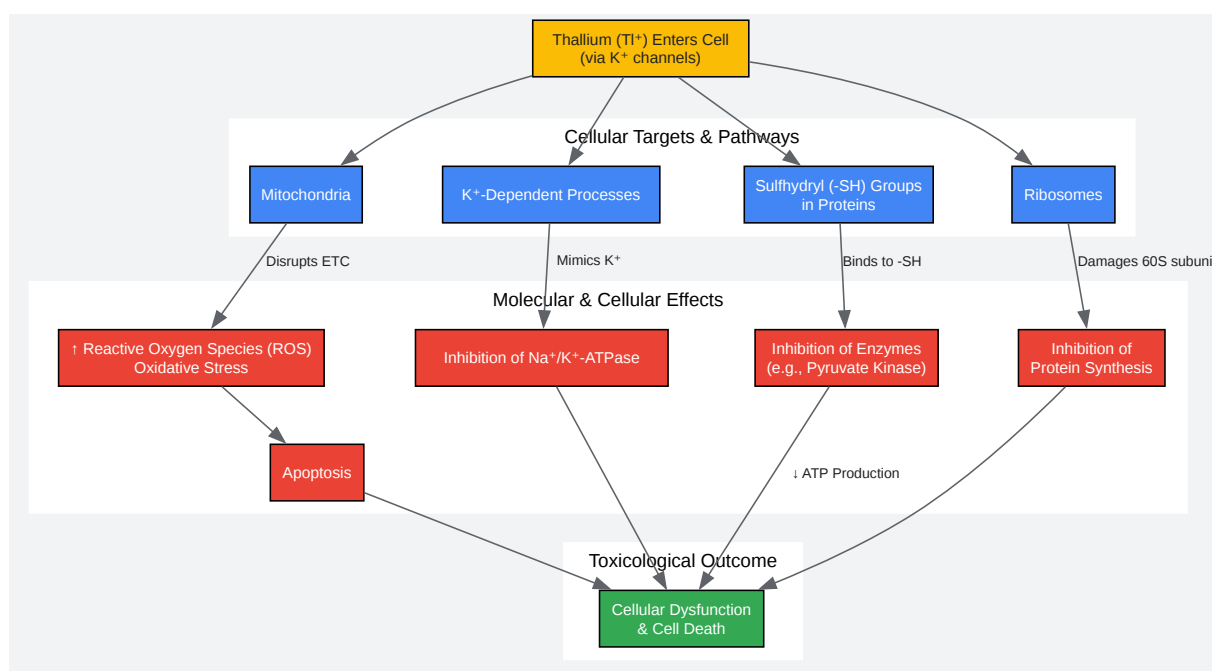 Thallium (Tl⁺) Enters Cell
(via K⁺ channels)
Cellular Targets & Pathways
Mitochondria
K⁺-Dependent Processes
Sulfhydryl (-SH) Groups
in Proteins
Ribosomes
Disrupts ETC
Mimics K⁺
Binds to -SH
Damages 60S subuni
Molecular & Cellular Effects
↑ Reactive Oxygen Species (ROS)
Oxidative Stress
Inhibition of Na⁺/K⁺-ATPase
Inhibition of Enzymes
(e.g., Pyruvate Kinase)
Inhibition of
Protein Synthesis
Apoptosis
↓ ATP Production
Toxicological Outcome
Cellular Dysfunction
& Cell Death